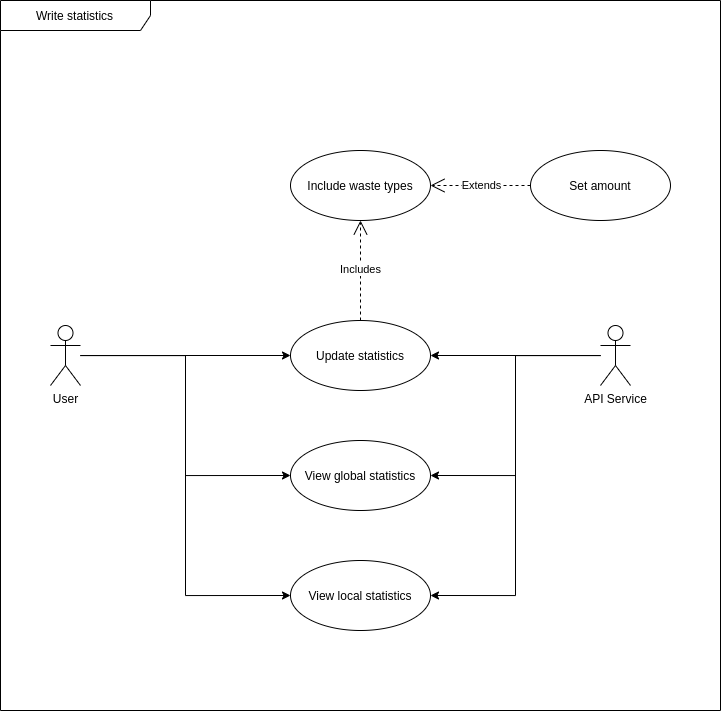 Write statistics
Include waste types
Extends
Set amount
Includes
Update statistics
User
API Service
View global statistics
View local statistics